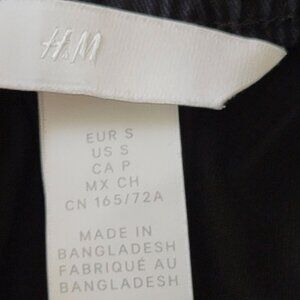 H&M
EUR S
US S
CA P
MX CH
CN 165/72A
MADE IN
BANGLADESH
FABRIQUÉ AU
BANGLADESH